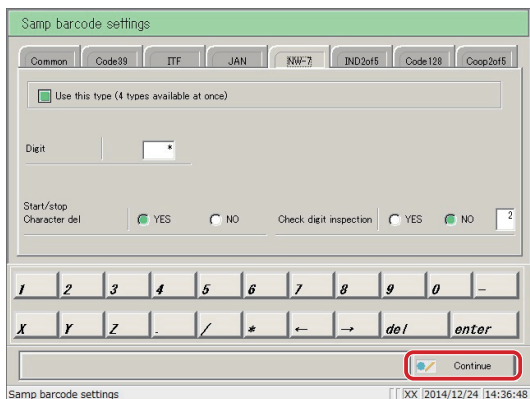 Samp barcode settings
Common Code39 ITF JAN NW-7 IND2of5 Code128 Coop2of5
Use this type (4 types available at once)
Digit *
Start/stop
Character del YES NO Check digit inspection YES NO 2
1 2 3 4 5 6 7 8 9 0 -
X Y Z . / * ← → del enter
Continue
Samp barcode settings XX 2014/12/24 14:36:48